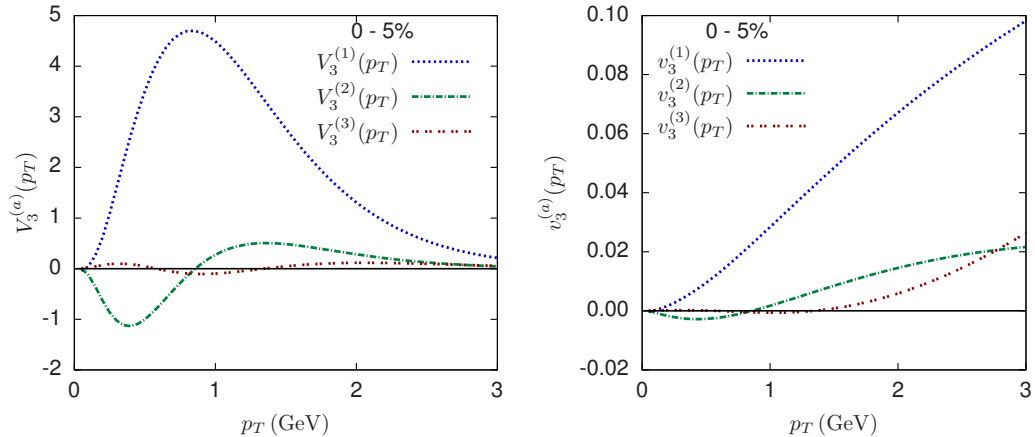 0 - 5%
V_3^{(1)}(p_T)
V_3^{(2)}(p_T)
V_3^{(3)}(p_T)
V_3^{(a)}(p_T)
5
4
3
2
1
0
-1
-2
0
1
2
3
p_T (GeV)
0 - 5%
v_3^{(1)}(p_T)
v_3^{(2)}(p_T)
v_3^{(3)}(p_T)
v_3^{(a)}(p_T)
0.10
0.08
0.06
0.04
0.02
0.00
-0.02
0
1
2
3
p_T (GeV)